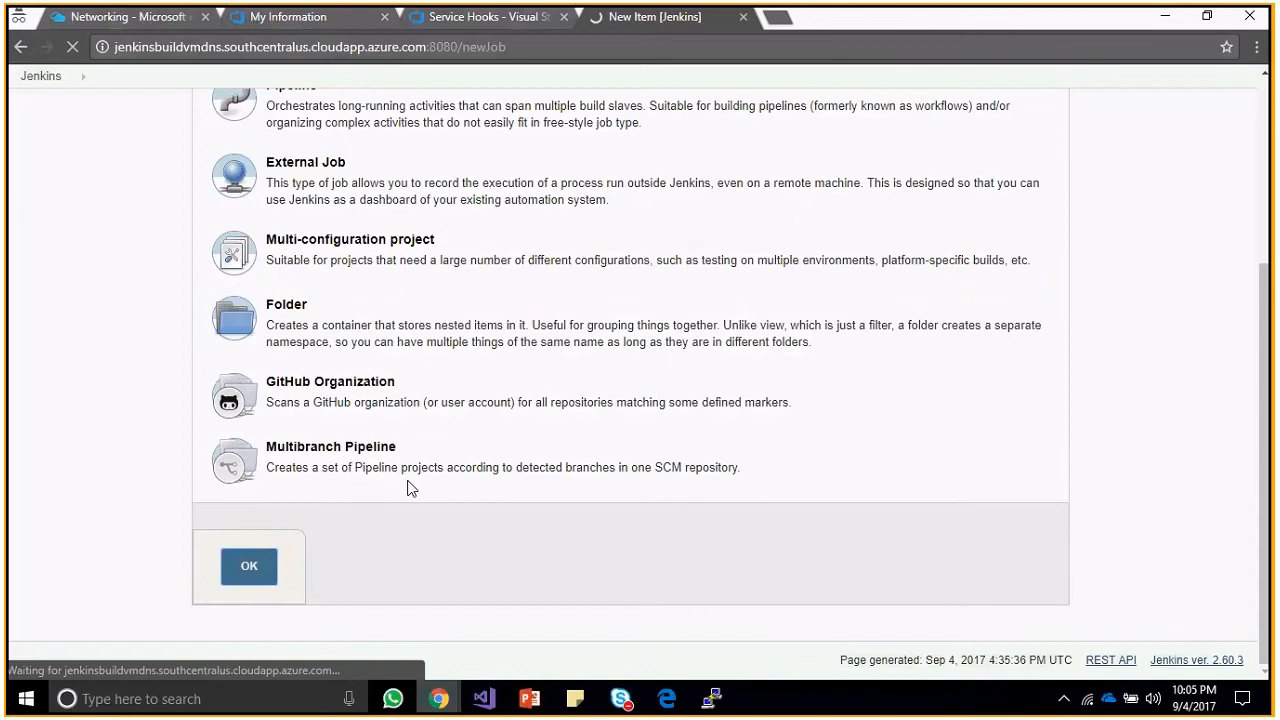 Networking - Microsoft
My Information
Service Hooks - Visual St
New Item [Jenkins]
jenkinsbuildvmdns.southcentralus.cloudapp.azure.com:8080/newJob
Jenkins
Pipeline
Orchestrates long-running activities that can span multiple build slaves. Suitable for building pipelines (formerly known as workflows) and/or
organizing complex activities that do not easily fit in free-style job type.
External Job
This type of job allows you to record the execution of a process run outside Jenkins, even on a remote machine. This is designed so that you can
use Jenkins as a dashboard of your existing automation system.
Multi-configuration project
Suitable for projects that need a large number of different configurations, such as testing on multiple environments, platform-specific builds, etc.
Folder
Creates a container that stores nested items in it. Useful for grouping things together. Unlike view, which is just a filter, a folder creates a separate
namespace, so you can have multiple things of the same name as long as they are in different folders.
GitHub Organization
Scans a GitHub organization (or user account) for all repositories matching some defined markers.
Multibranch Pipeline
Creates a set of Pipeline projects according to detected branches in one SCM repository.
OK
Page generated: Sep 4, 2017 4:35:36 PM UTC
REST API
Jenkins ver. 2.60.3
Waiting for jenkinsbuildvmdns.southcentralus.cloudapp.azure.com...
Type here to search
10:05 PM
9/4/2017